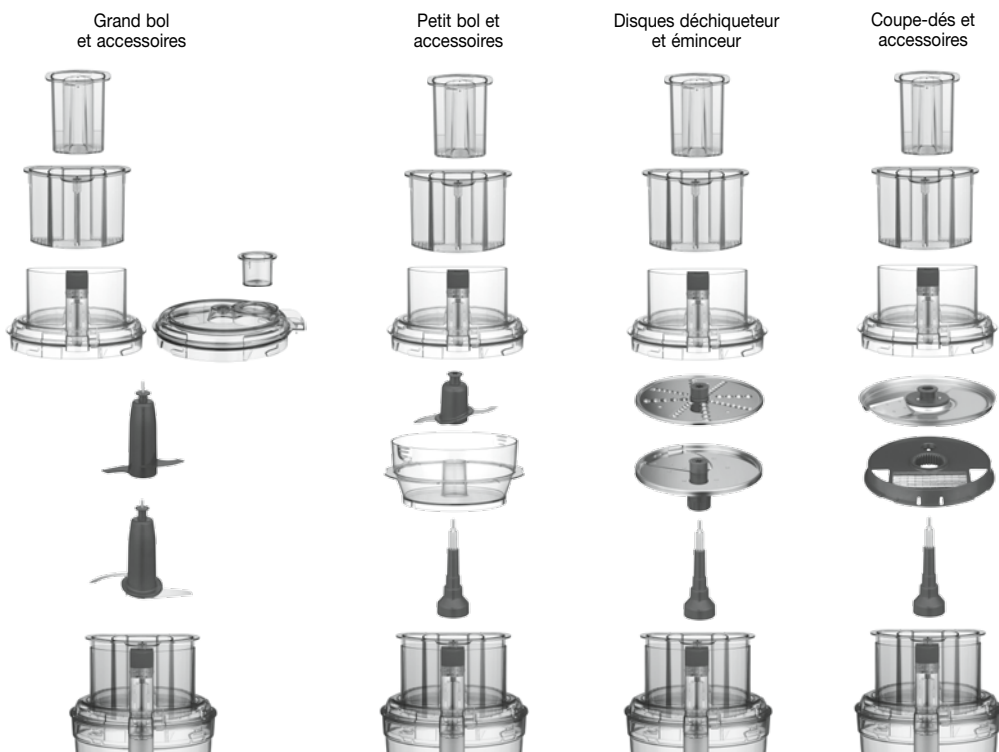 Grand bol
et accessoires
Petit bol et
accessoires
Disques déchiqueteur
et éminceur
Coupe-dés et
accessoires